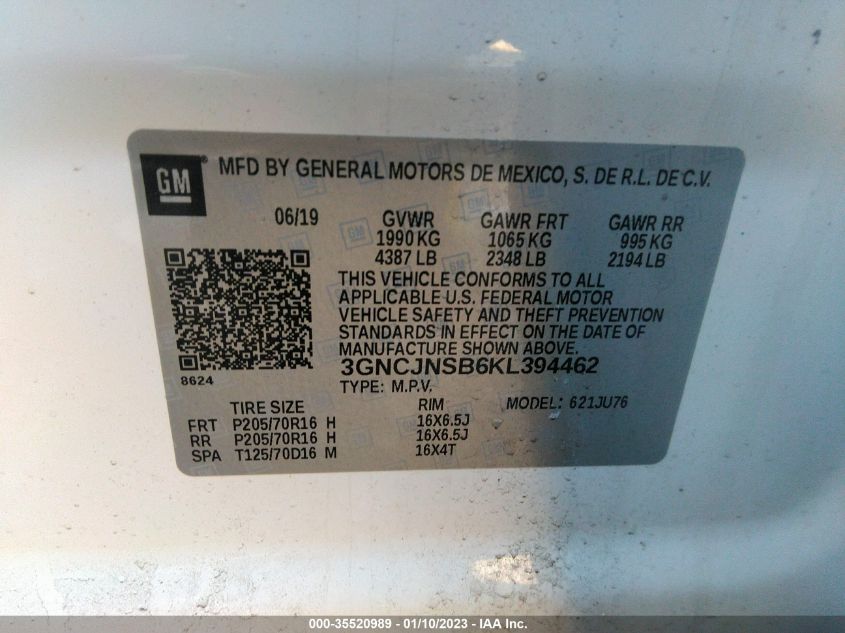 GM ® MFD BY GENERAL MOTORS DE MEXICO, S. DE R.L. DE C.V.
06/19 GVWR GAWR FRT GAWR RR
1990 KG 1065 KG 995 KG
4387 LB 2348 LB 2194 LB
THIS VEHICLE CONFORMS TO ALL
APPLICABLE U.S. FEDERAL MOTOR
VEHICLE SAFETY AND THEFT PREVENTION
STANDARDS IN EFFECT ON THE DATE OF
MANUFACTURE SHOWN ABOVE.
8624 3GNCJNSB6KL394462
TYPE: M.P.V.
TIRE SIZE RIM MODEL: 621JU76
FRT P205/70R16 H 16X6.5J
RR P205/70R16 H 16X6.5J
SPA T125/70D16 M 16X4T
000-35520989 - 01/10/2023 - IAA Inc.